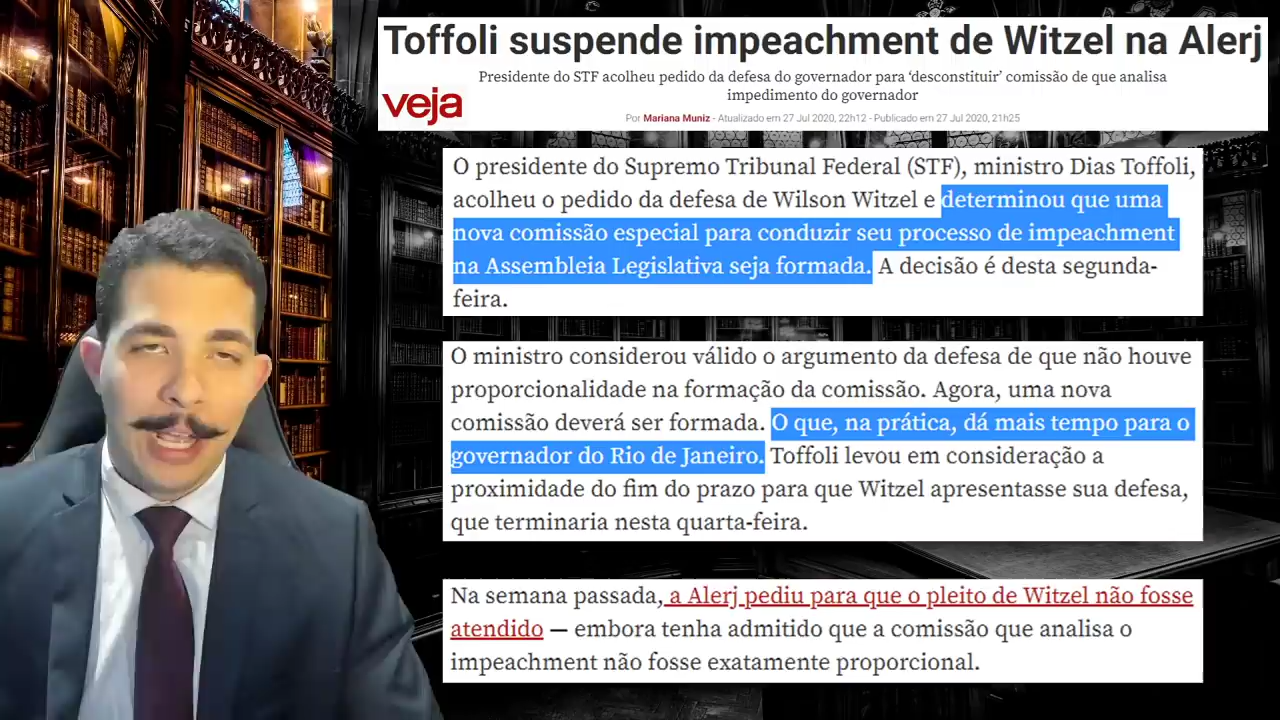 Toffoli suspende impeachment de Witzel na Alerj
Presidente do STF acolheu pedido da defesa do governador para ‘desconstituir’ comissão de que analisa
impedimento do governador
veja
Por Mariana Muniz - Atualizado em 27 Jul 2020, 22h12 - Publicado em 27 Jul 2020, 21h25
O presidente do Supremo Tribunal Federal (STF), ministro Dias Toffoli,
acolheu o pedido da defesa de Wilson Witzel e determinou que uma
nova comissão especial para conduzir seu processo de impeachment
na Assembleia Legislativa seja formada. A decisão é desta segunda-
feira.
O ministro considerou válido o argumento da defesa de que não houve
proporcionalidade na formação da comissão. Agora, uma nova
comissão deverá ser formada. O que, na prática, dá mais tempo para o
governador do Rio de Janeiro. Toffoli levou em consideração a
proximidade do fim do prazo para que Witzel apresentasse sua defesa,
que terminaria nesta quarta-feira.
Na semana passada, a Alerj pediu para que o pleito de Witzel não fosse
atendido — embora tenha admitido que a comissão que analisa o
impeachment não fosse exatamente proporcional.